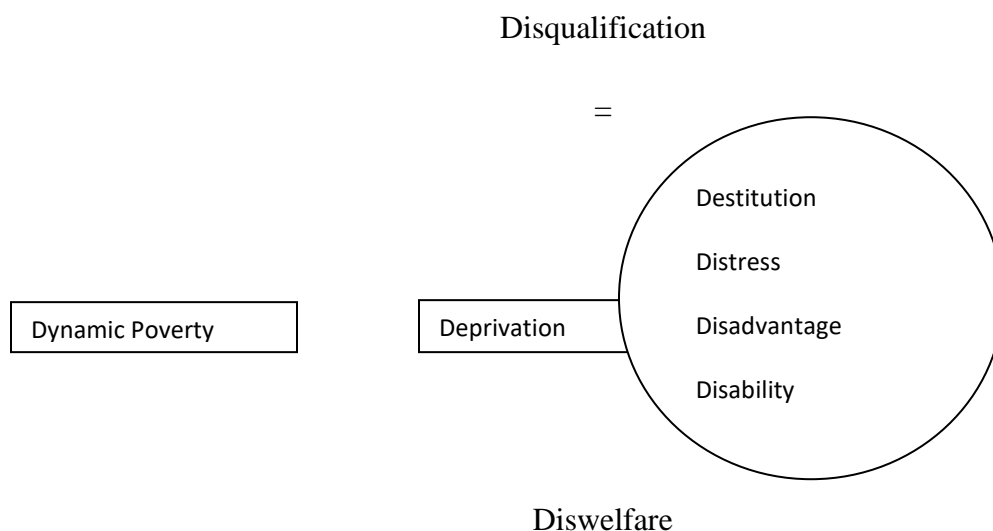 Disqualification
=
Destitution
Distress
Dynamic Poverty
Deprivation
Disadvantage
Disability
Diswelfare